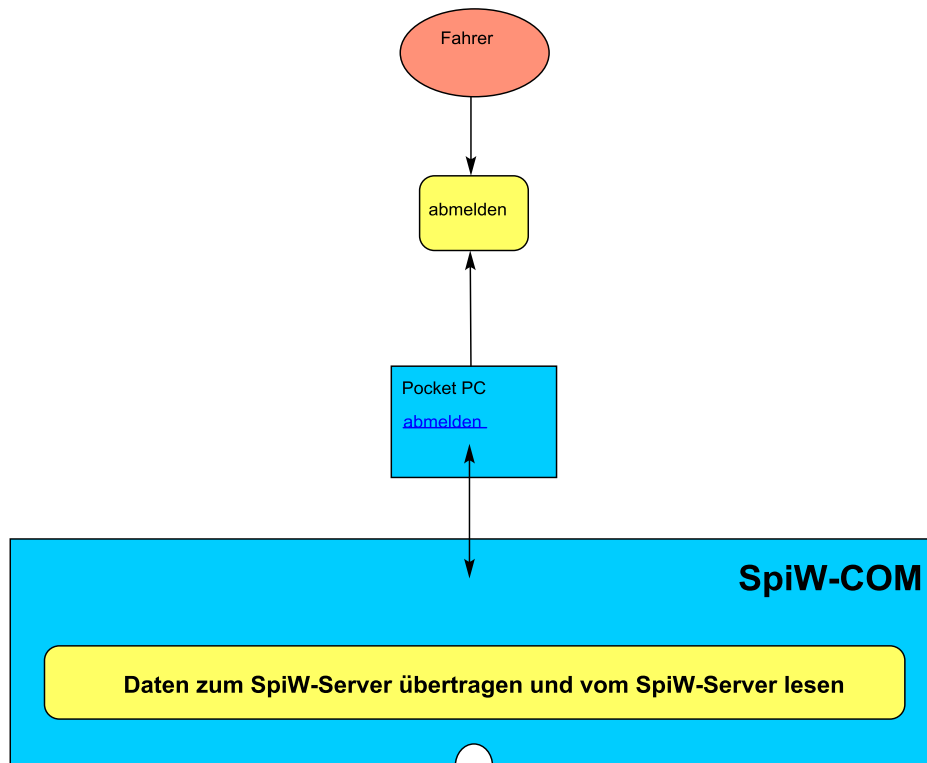 Fahrer
abmelden
Pocket PC
abmelden
SpiW-COM
Daten zum SpiW-Server übertragen und vom SpiW-Server lesen